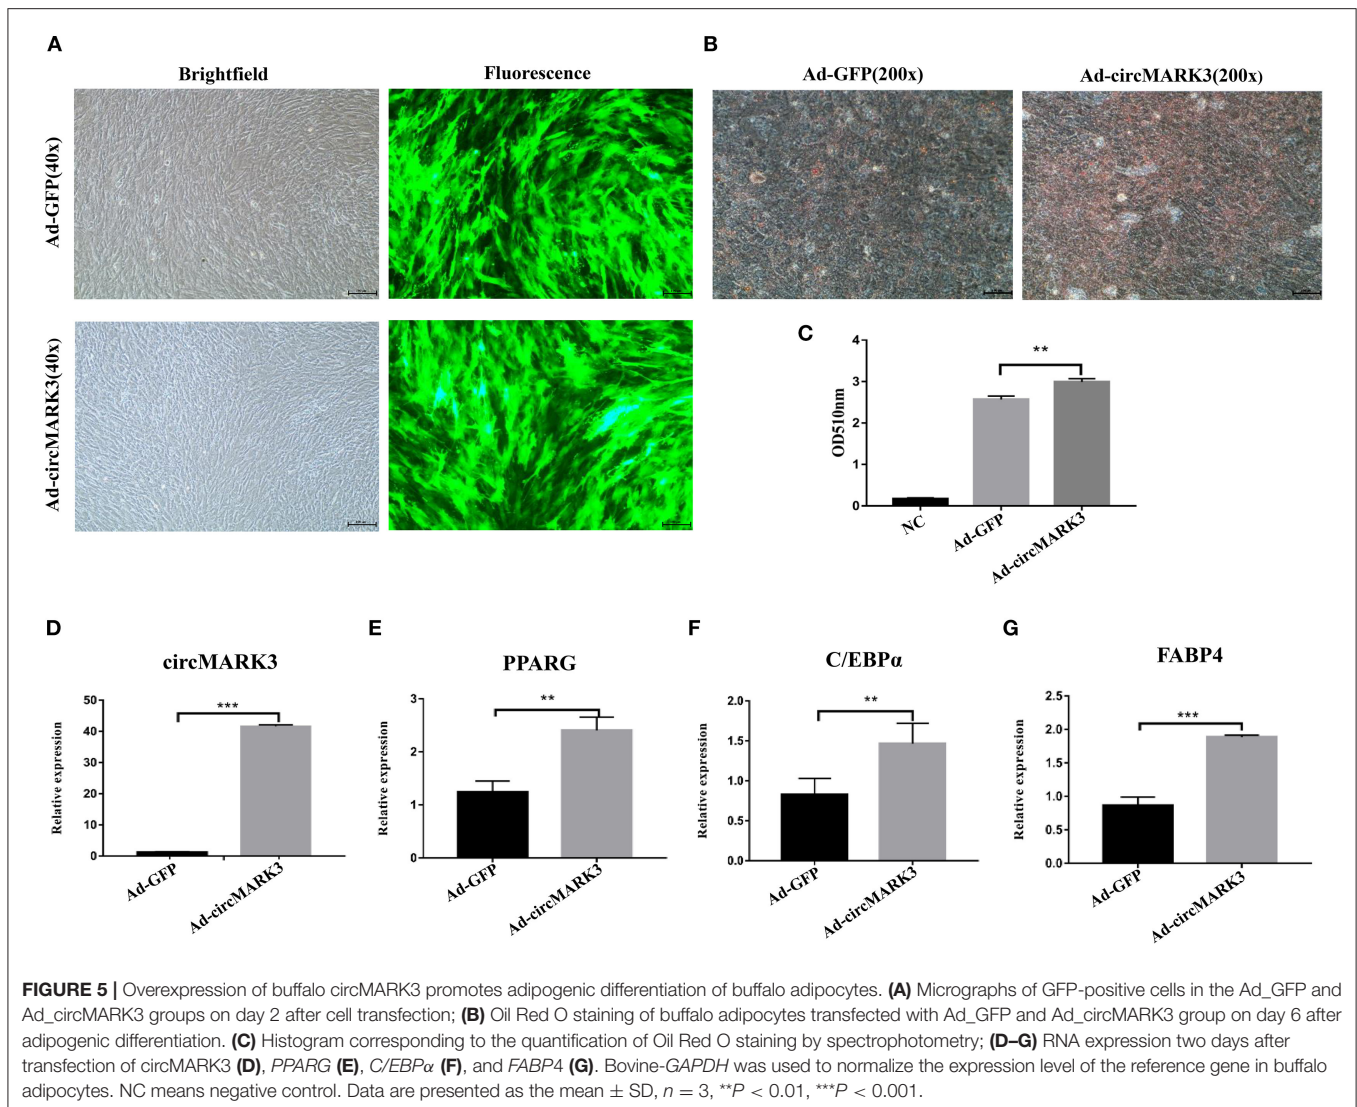 A
B
Brightfield
Fluorescence
Ad-GFP(200x)
Ad-circMARK3(200x)
Ad-GFP(40x)
Ad-circMARK3(40x)
C
**
OD510nm
4
3
2
1
0
NC
Ad-GFP
Ad-circMARK3
D
circMARK3
***
Relative expression
50
40
30
20
10
0
Ad-GFP
Ad-circMARK3
E
PPARG
**
Relative expression
3
2
1
0
Ad-GFP
Ad-circMARK3
F
C/EBPα
**
Relative expression
2.0
1.5
1.0
0.5
0.0
Ad-GFP
Ad-circMARK3
G
FABP4
***
Relative expression
2.5
2.0
1.0
0.5
0.0
Ad-GFP
Ad-circMARK3
FIGURE 5 | Overexpression of buffalo circMARK3 promotes adipogenic differentiation of buffalo adipocytes. (A) Micrographs of GFP-positive cells in the Ad_GFP and
Ad_circMARK3 groups on day 2 after cell transfection; (B) Oil Red O staining of buffalo adipocytes transfected with Ad_GFP and Ad_circMARK3 group on day 6 after
adipogenic differentiation. (C) Histogram corresponding to the quantification of Oil Red O staining by spectrophotometry; (D–G) RNA expression two days after
transfection of circMARK3 (D), PPARG (E), C/EBPα (F), and FABP4 (G). Bovine-GAPDH was used to normalize the expression level of the reference gene in buffalo
adipocytes. NC means negative control. Data are presented as the mean ± SD, n = 3, **P < 0.01, ***P < 0.001.